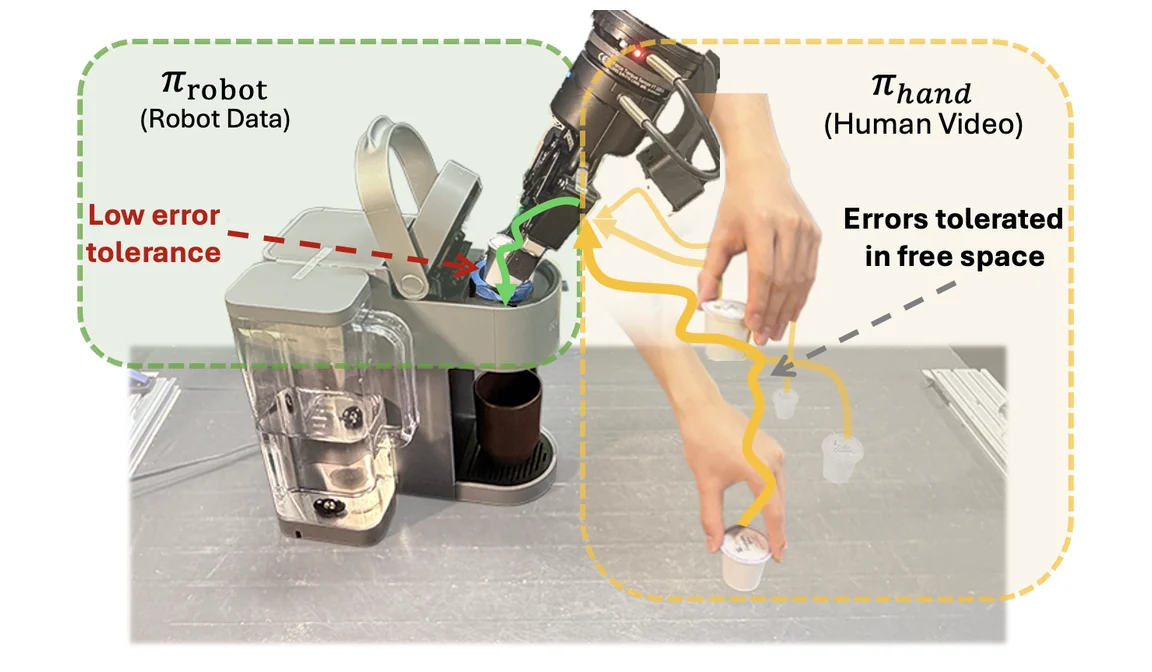 π_robot
(Robot Data)
Low error
tolerance
π_hand
(Human Video)
Errors tolerated
in free space